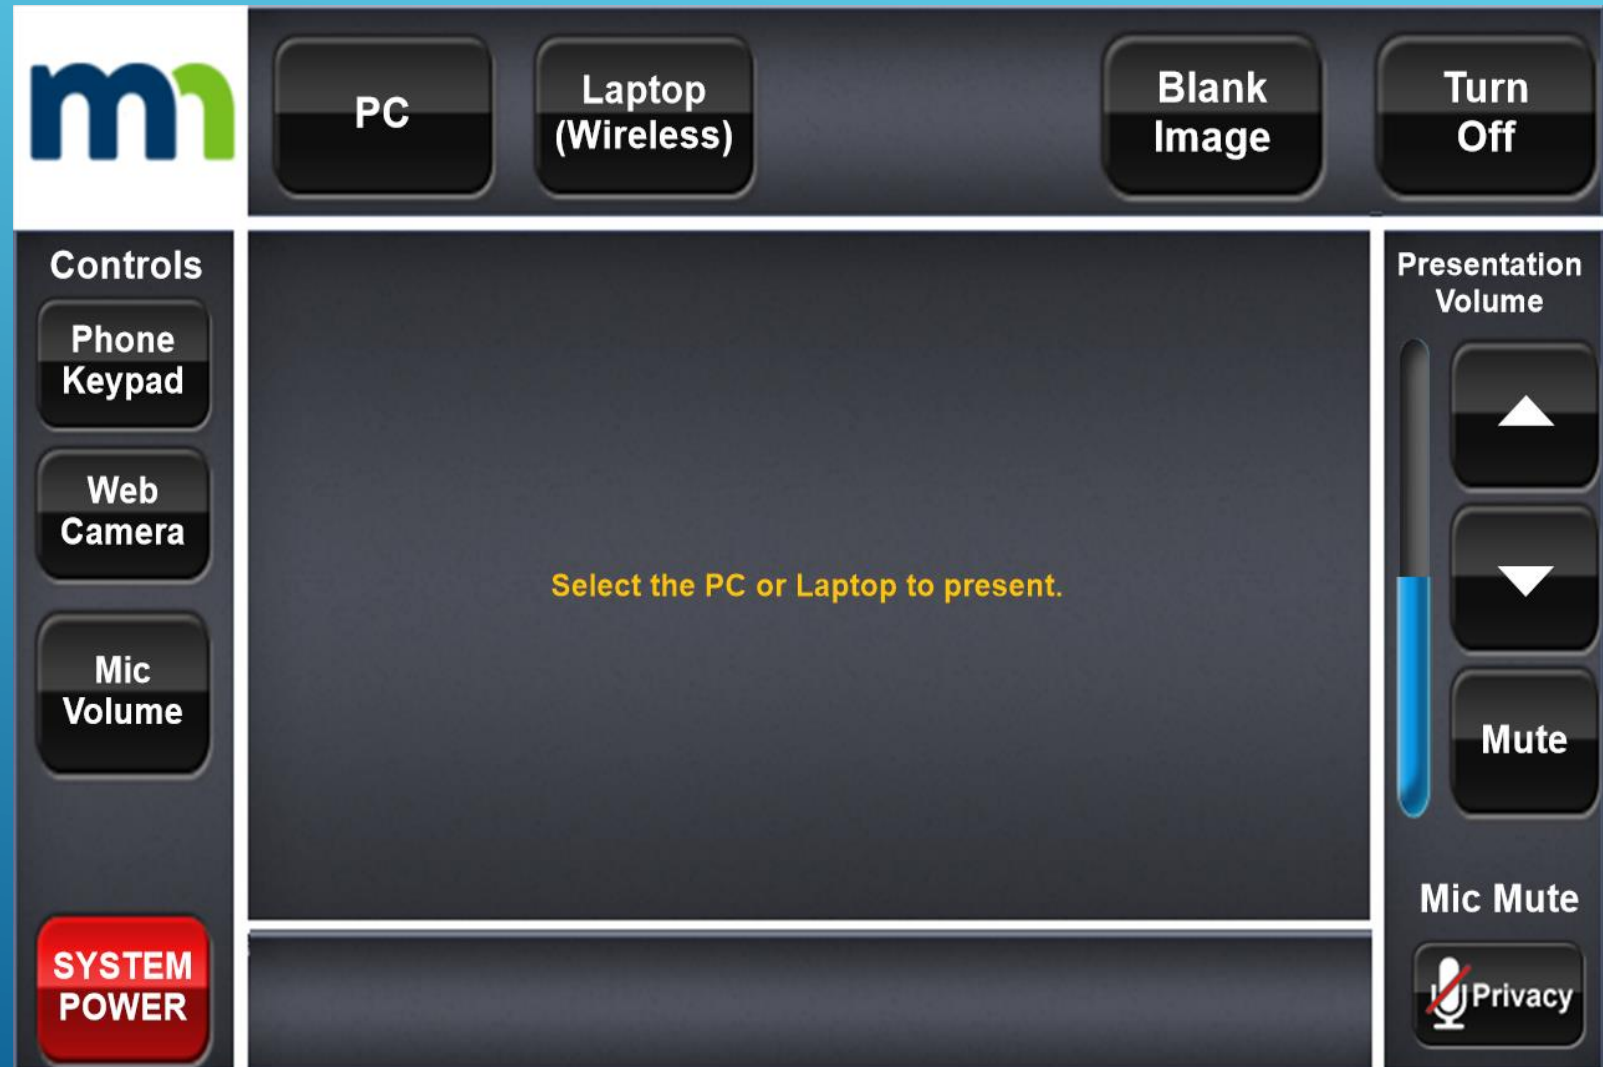 mn
PC
Laptop
(Wireless)
Blank
Image
Turn
Off
Controls
Phone
Keypad
Web
Camera
Mic
Volume
SYSTEM
POWER
Select the PC or Laptop to present.
Presentation
Volume
Mute
Mic Mute
Privacy